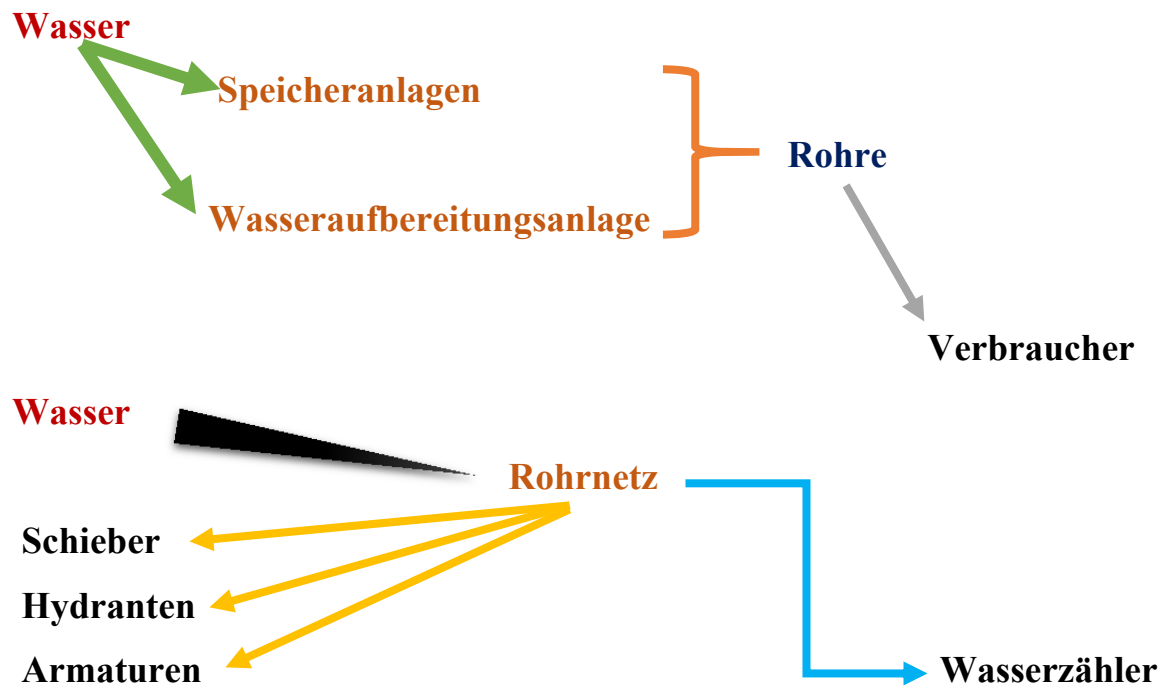 Wasser
Speicheranlagen
Rohre
Wasseraufbereitungsanlage
Verbraucher
Wasser
Rohrnetz
Schieber
Hydranten
Armaturen
Wasserzähler